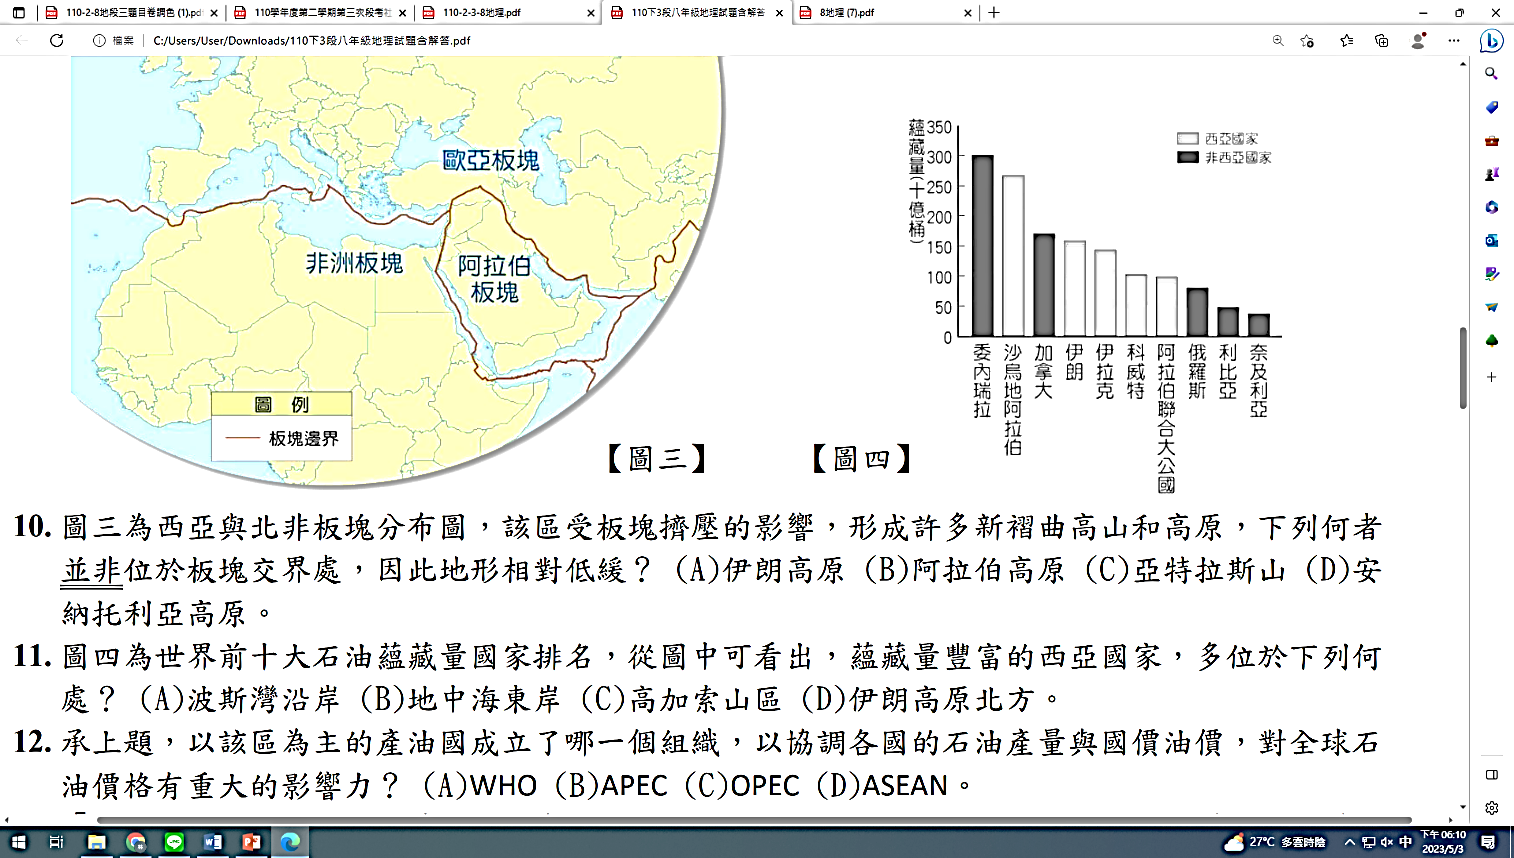 110-2-8地段三題目卷調色 (1).pdf
110學年度第二學期第三次段考社
110-2-3-8地理.pdf
110下3段八年級地理試題含解答
8地理 (7).pdf
檔案
C:/Users/User/Downloads/110下3段八年級地理試題含解答.pdf
歐亞板塊
非洲板塊
阿拉伯
板塊
圖 例
板塊邊界
【圖三】
蘊藏量(十億桶)
350
300
250
200
150
100
50
0
西亞國家
非西亞國家
委內瑞拉
沙烏地阿拉伯
加拿大
伊朗
伊拉克
科威特
阿拉伯聯合大公國
俄羅斯
利比亞
奈及利亞
【圖四】
10. 圖三為西亞與北非板塊分布圖，該區受板塊擠壓的影響，形成許多新褶曲高山和高原，下列何者
並非位於板塊交界處，因此地形相對低緩？ (A)伊朗高原 (B)阿拉伯高原 (C)亞特拉斯山 (D)安
納托利亞高原。
11. 圖四為世界前十大石油蘊藏量國家排名，從圖中可看出，蘊藏量豐富的西亞國家，多位於下列何
處？ (A)波斯灣沿岸 (B)地中海東岸 (C)高加索山區 (D)伊朗高原北方。
12. 承上題，以該區為主的產油國成立了哪一個組織，以協調各國的石油產量與國價油價，對全球石
油價格有重大的影響力？ (A)WHO (B)APEC (C)OPEC (D)ASEAN。
27°C 多雲時陰
中
下午 06:10
2023/5/3